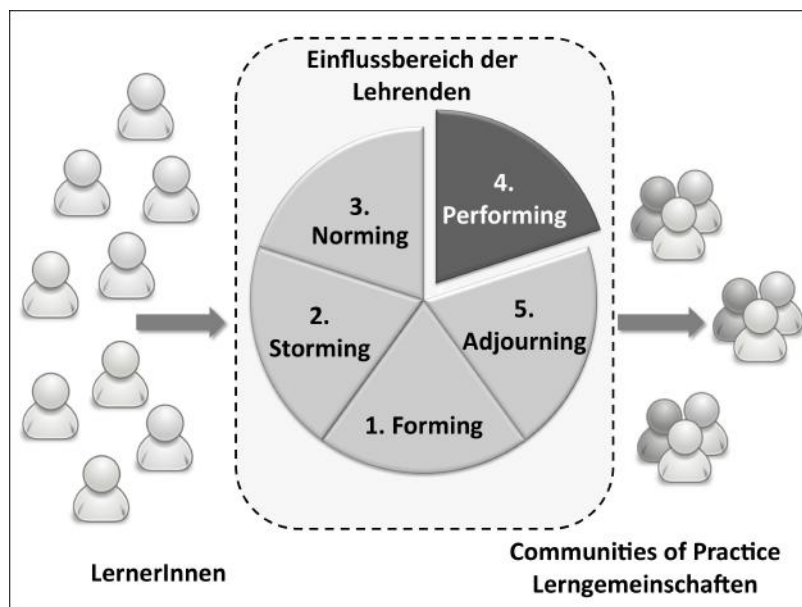 Einflussbereich der
Lehrenden
3.
Norming
4.
Performing
2.
Storming
5.
Adjourning
1. Forming
LernerInnen
Communities of Practice
Lerngemeinschaften